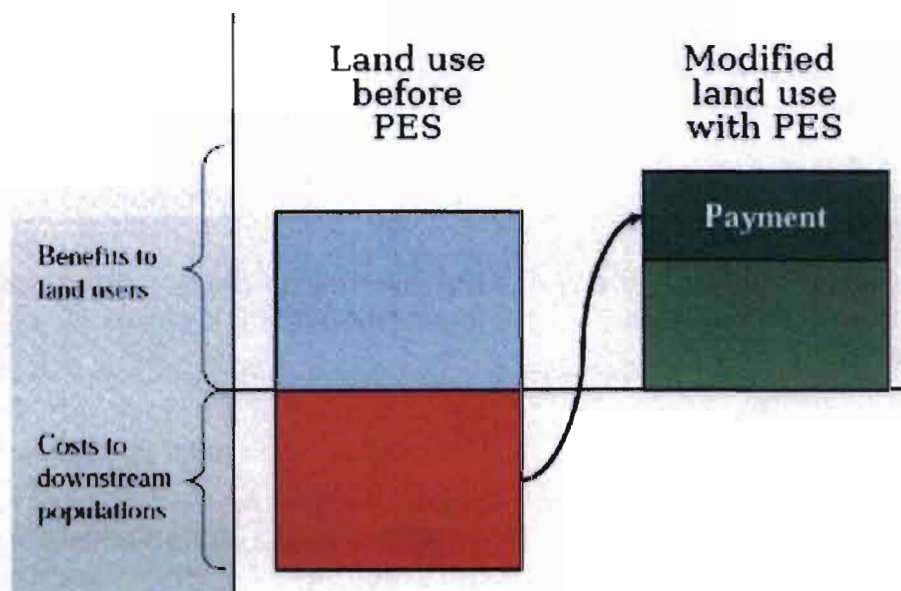 Land use
before
PES
Modified
land use
with PES
Payment
Benefits to
land users
Costs to
downstream
populations